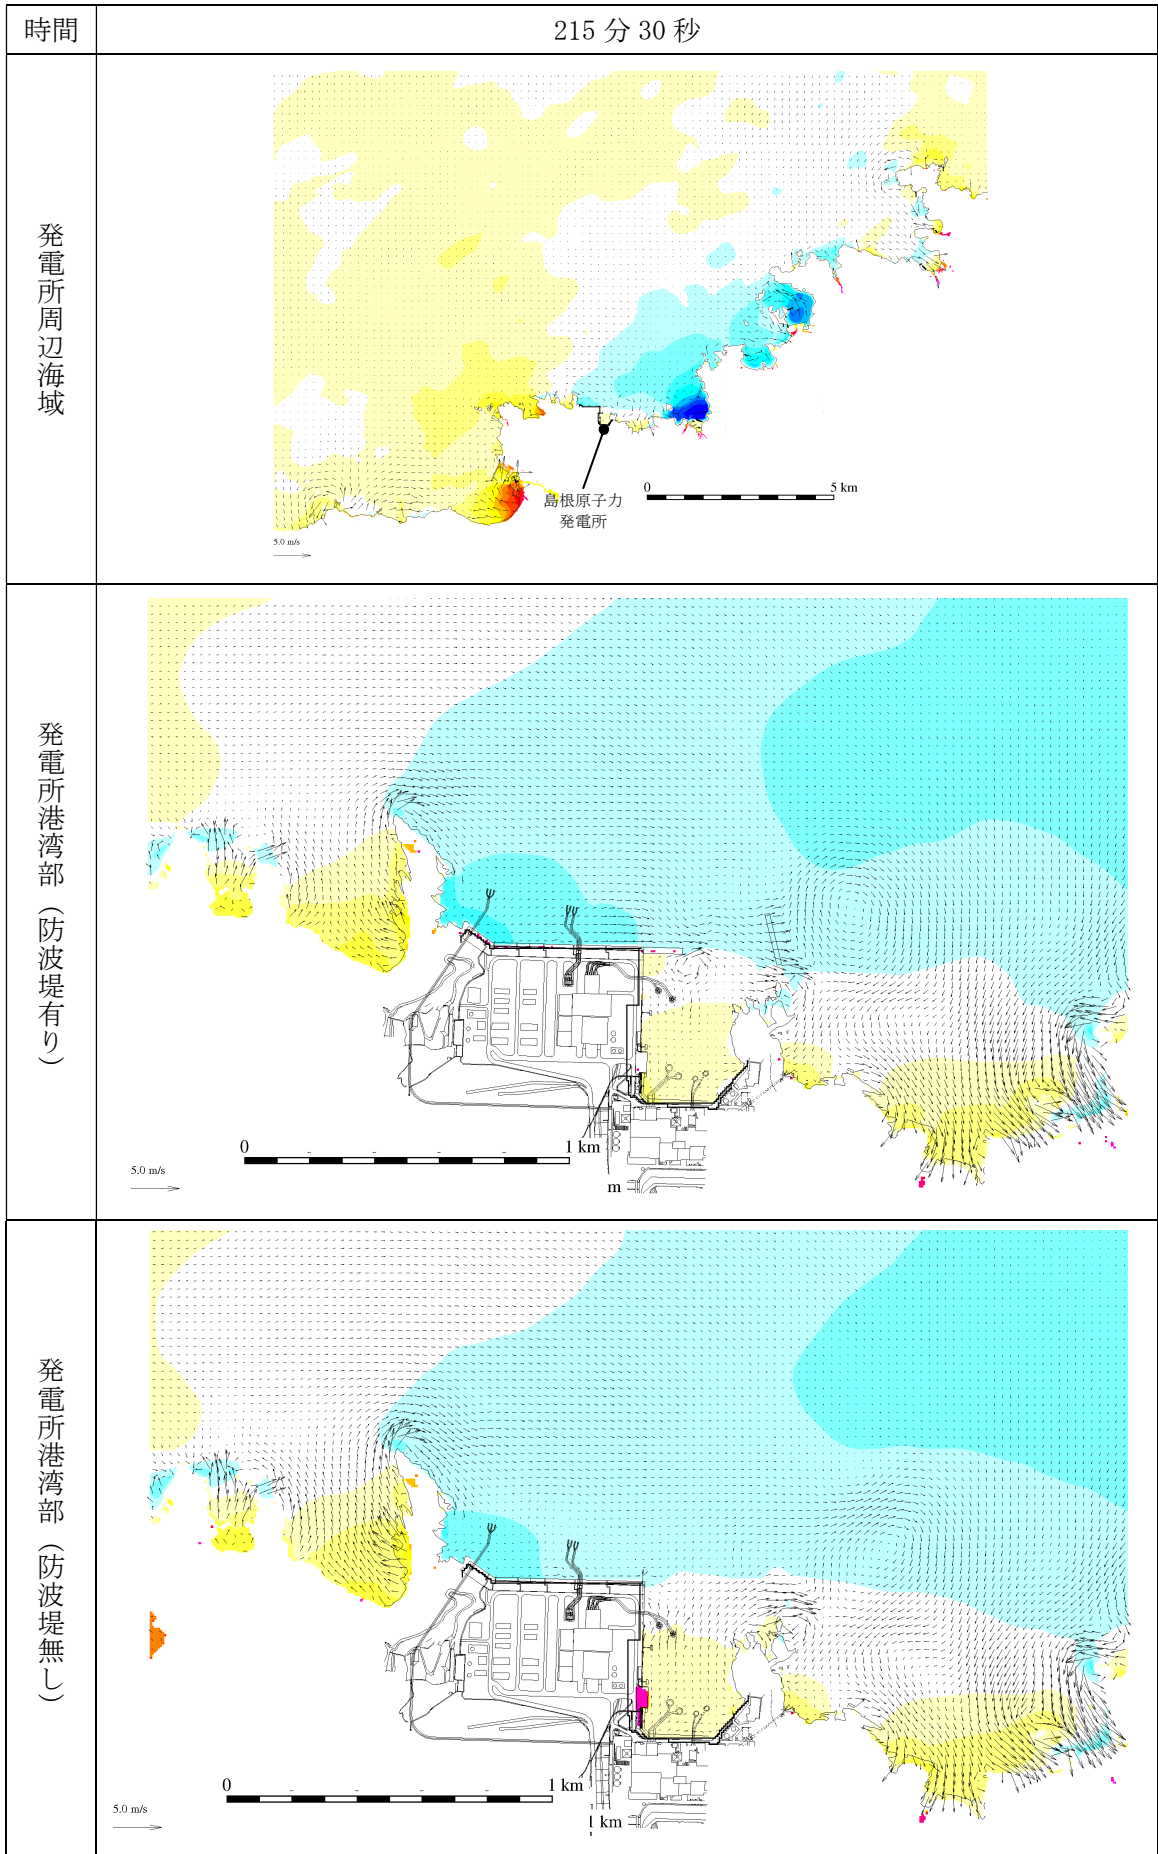 時間
215 分 30 秒
発電所周辺海域
島根原子力
発電所
0
5 km
5.0 m/s
発電所港湾部（防波堤有り）
0
1 km
5.0 m/s
m
発電所港湾部（防波堤無し）
0
1 km
5.0 m/s
1 km